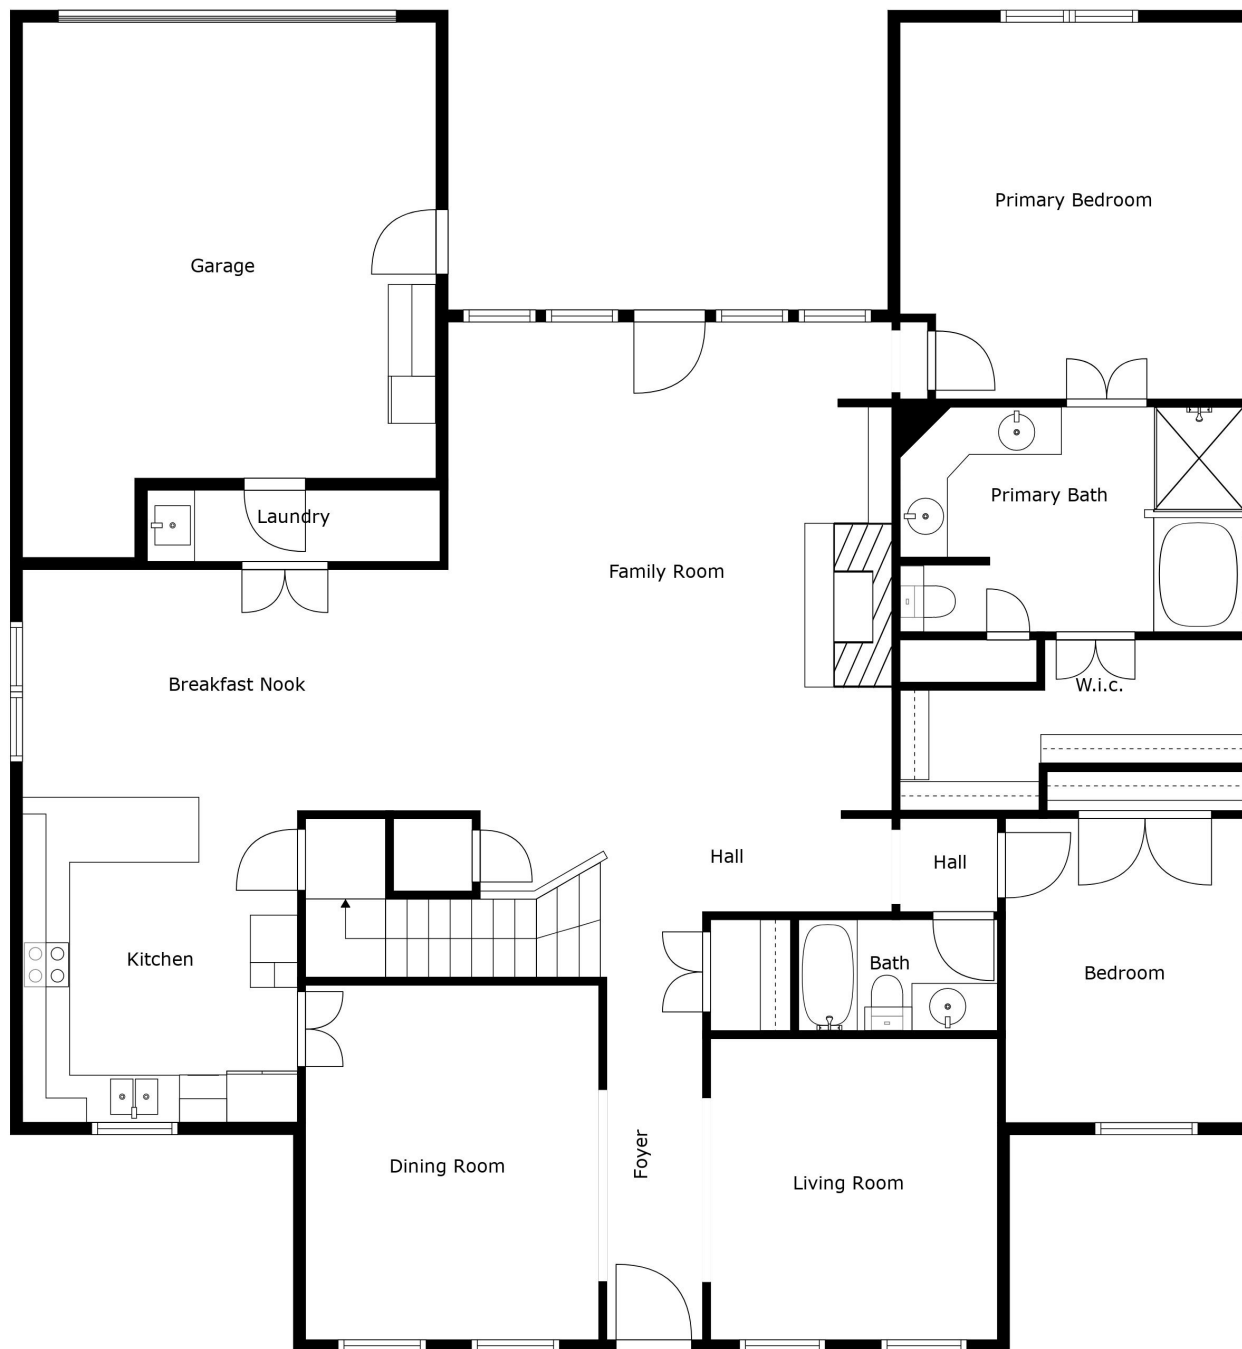 Primary Bedroom
Garage
Primary Bath
Laundry
Family Room
Breakfast Nook
W.i.c.
Hall
Hall
Kitchen
Bath
Bedroom
Foyer
Dining Room
Living Room